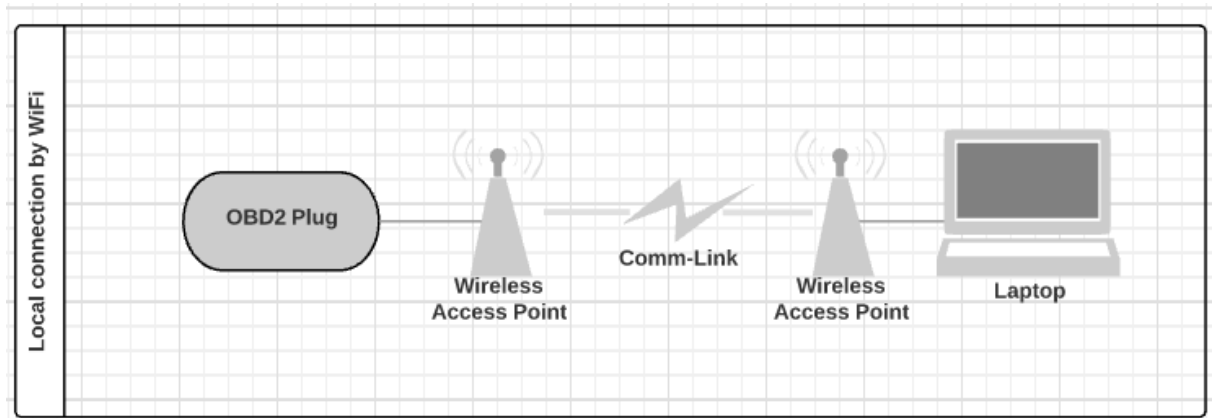 Local connection by WiFi
OBD2 Plug
Wireless
Access Point
Comm-Link
Wireless
Access Point
Laptop